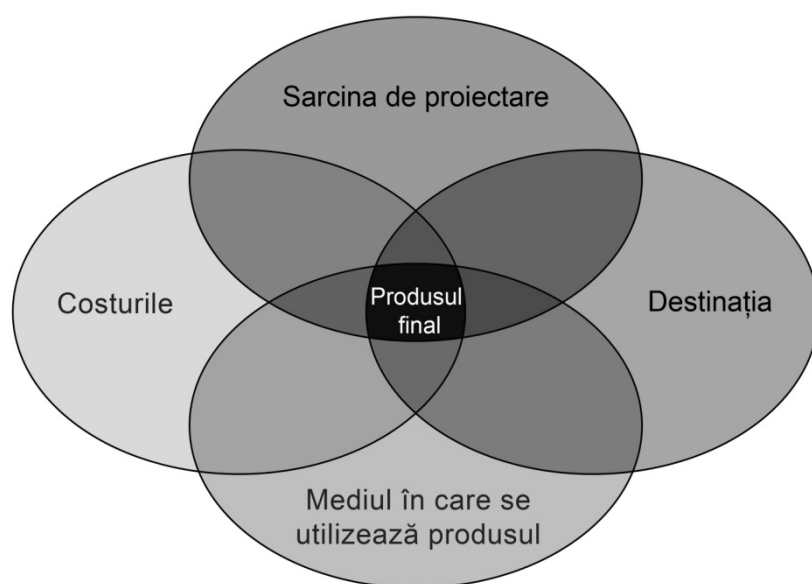 Sarcina de proiectare
Costurile
Produsul
final
Destinația
Mediul în care se
utilizează produsul